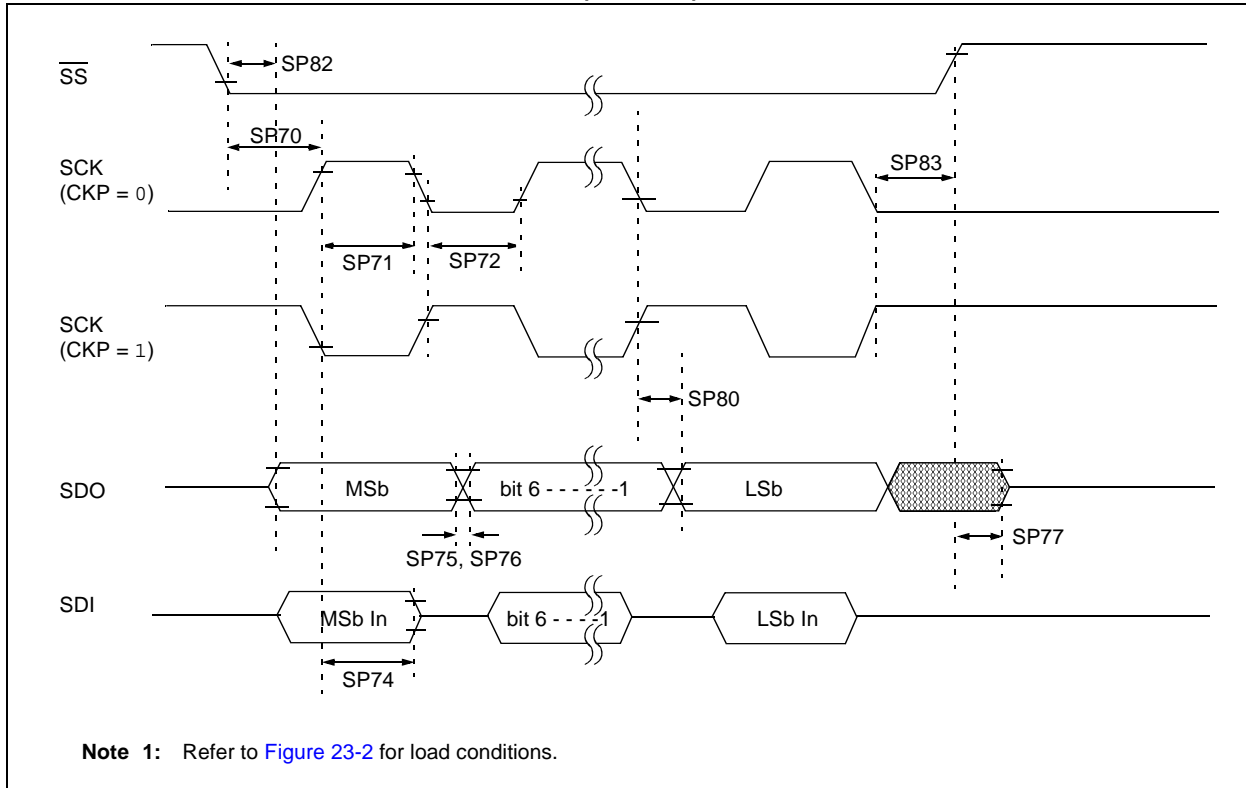 SS
SP82
SP70
SCK
(CKP = 0)
SP83
SP71
SP72
SCK
(CKP = 1)
SP80
SDO
MSb
bit 6 - - - - - -1
LSb
SP77
SP75, SP76
SDI
MSb In
bit 6 - - - -1
LSb In
SP74
Note 1: Refer to Figure 23-2 for load conditions.